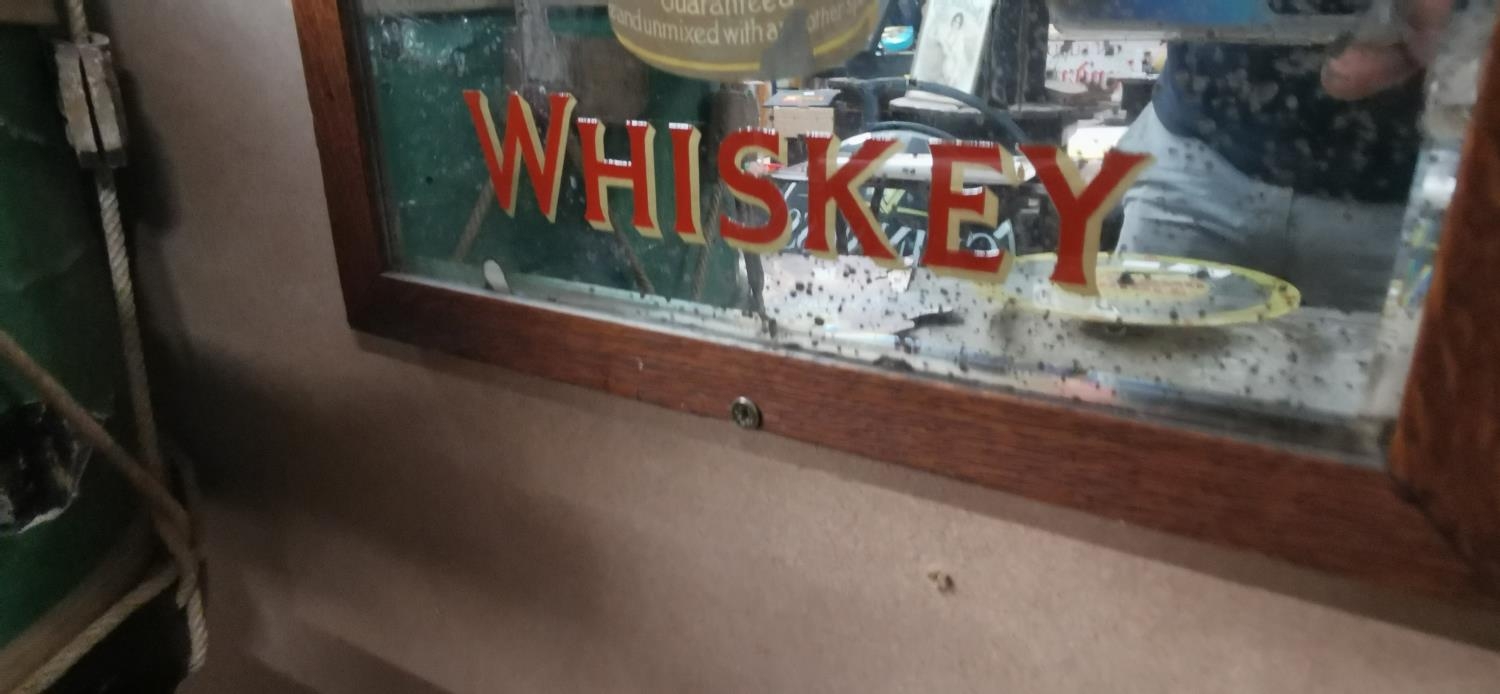 Guaranteed
and unmixed with any other
WHISKEY